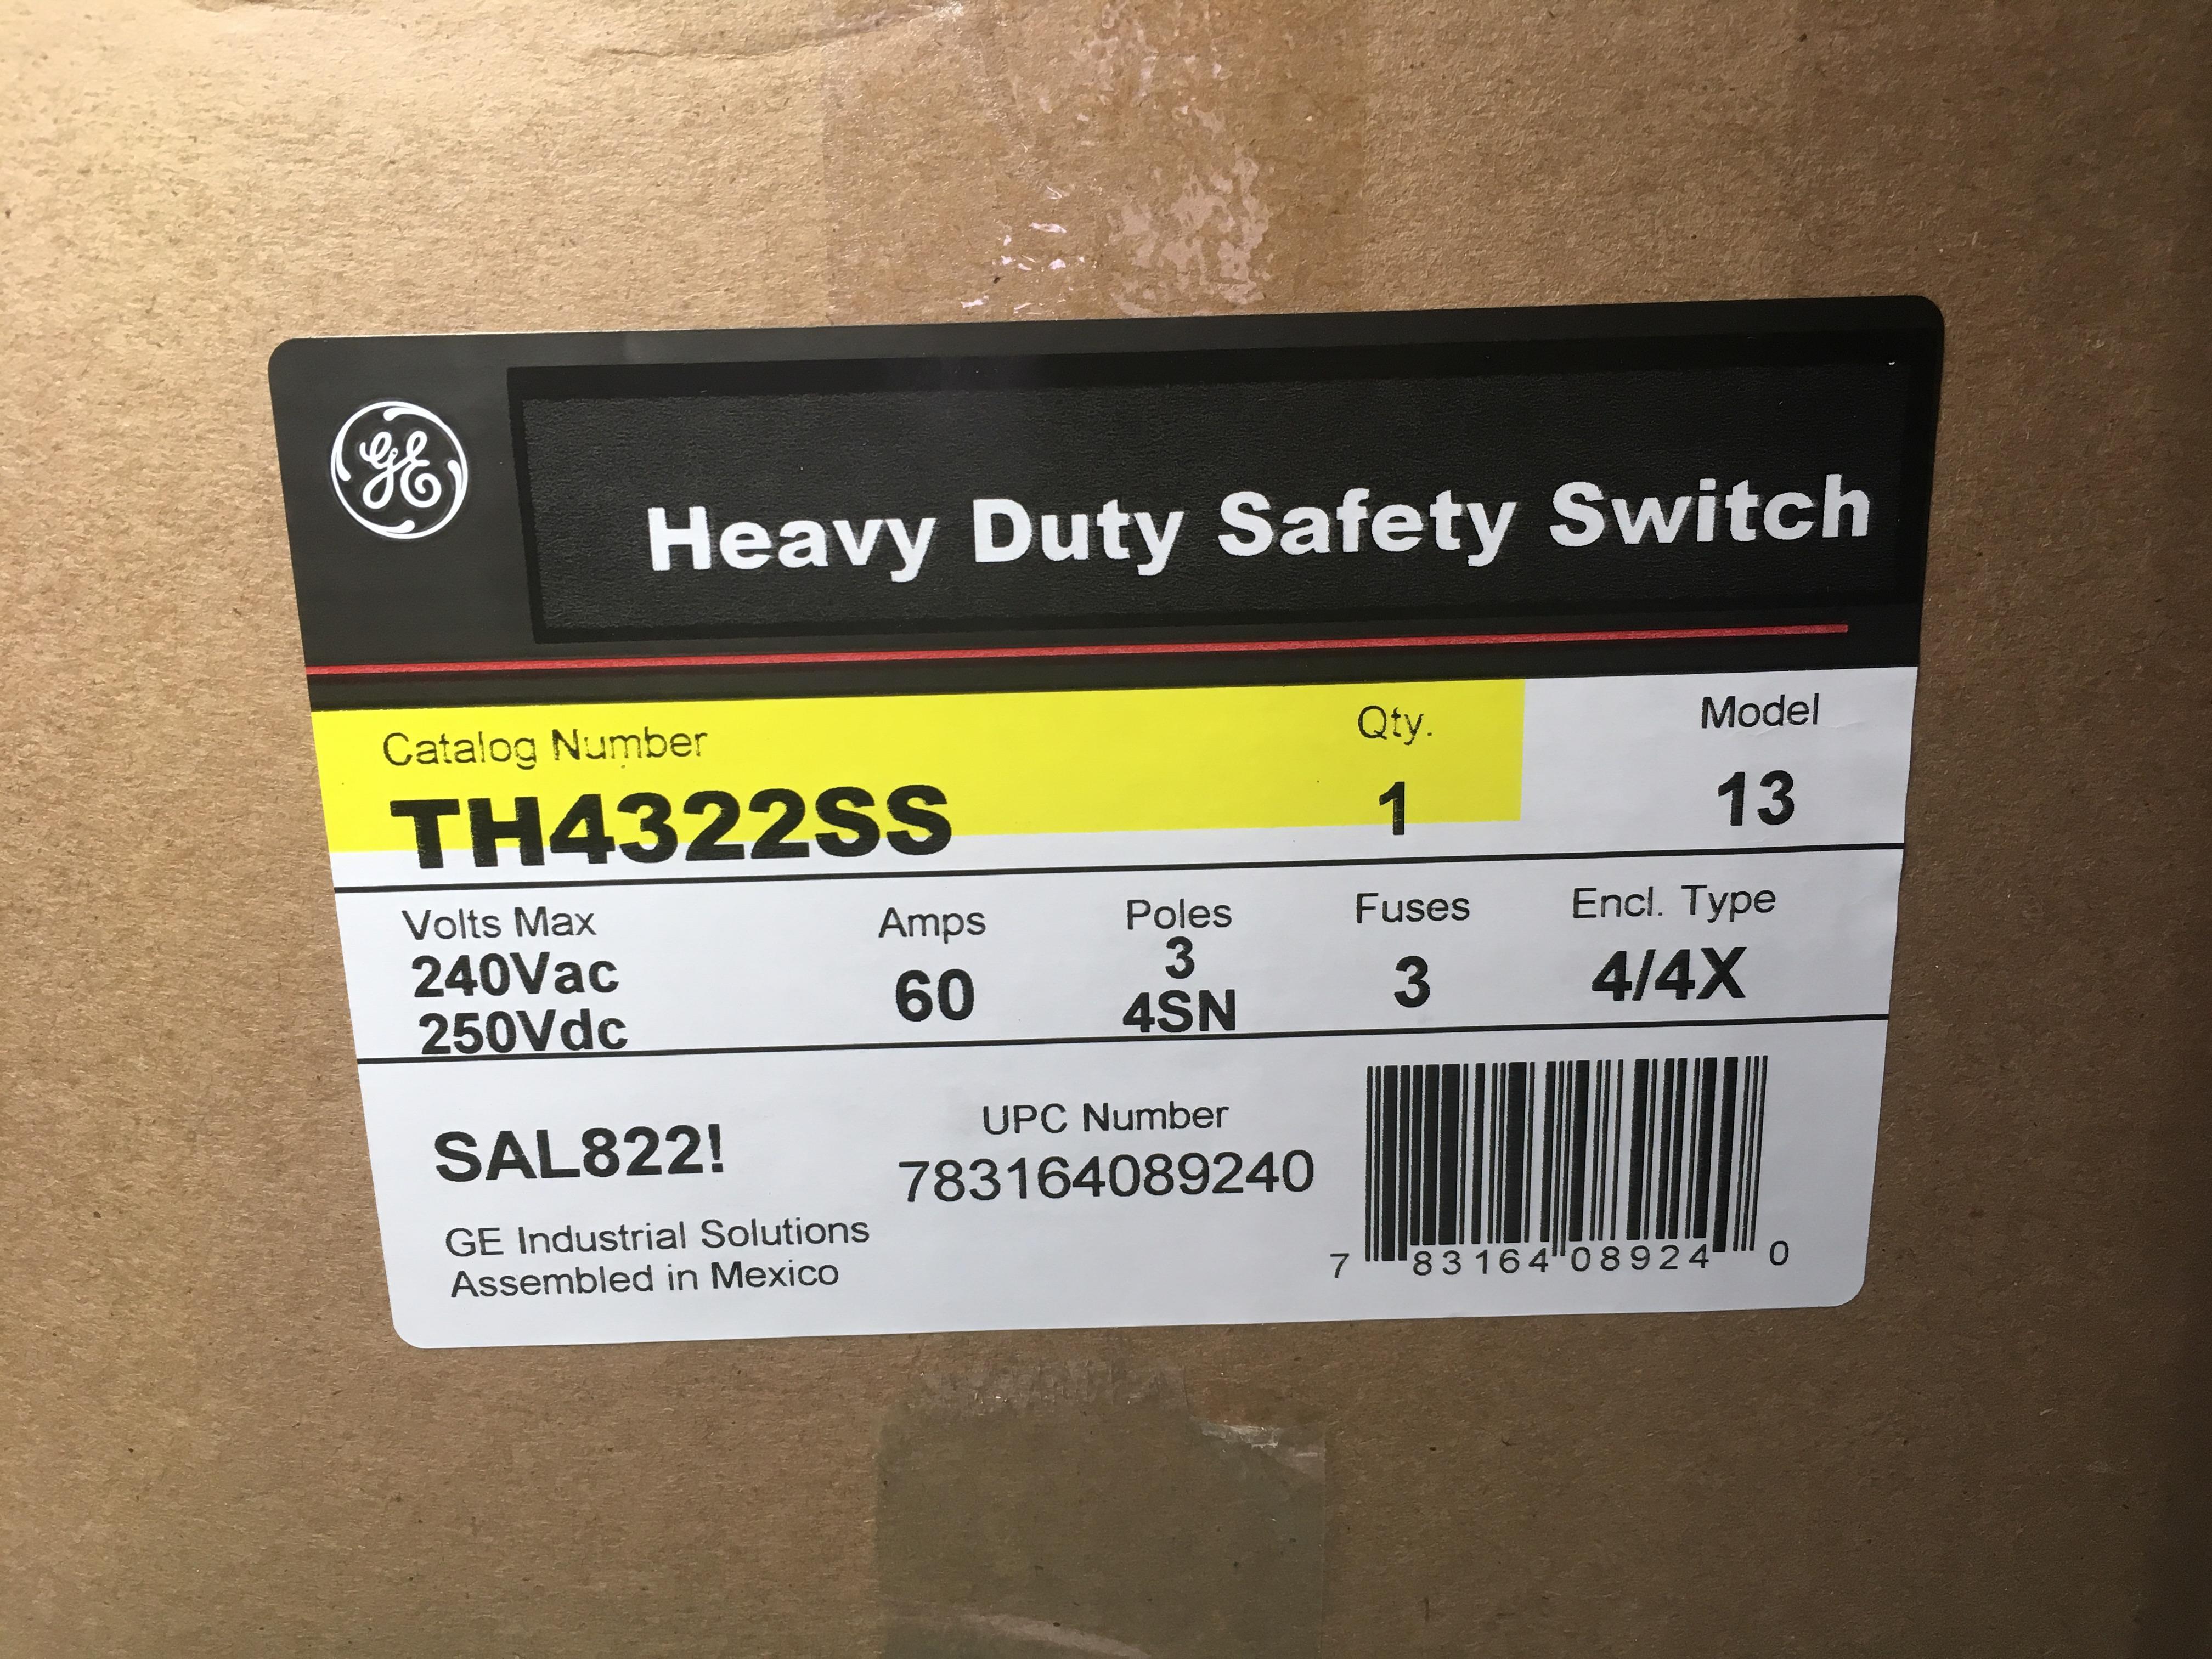 GE
Heavy Duty Safety Switch
Catalog Number Qty. Model
TH4322SS 1 13
Volts Max Amps Poles Fuses Encl. Type
240Vac 60 3 3 4/4X
250Vdc 4SN
SAL822!
UPC Number
783164089240
GE Industrial Solutions
Assembled in Mexico
7 83164 08924 0